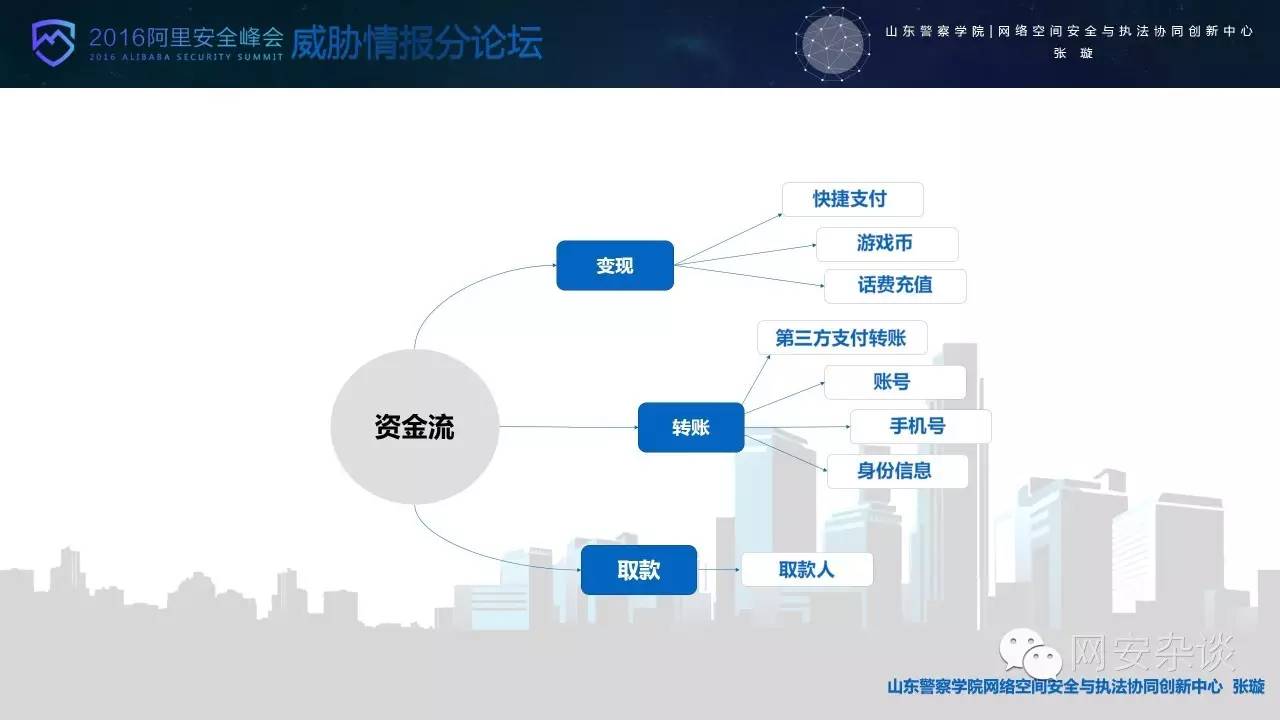 2016阿里安全峰会
2016 ALIBABA SECURITY SUMMIT
威胁情报分论坛
山东警察学院|网络空间安全与执法协同创新中心
张 璇
快捷支付
游戏币
变现
话费充值
第三方支付转账
账号
资金流
转账
手机号
身份信息
取款
取款人
网安杂谈
山东警察学院网络空间安全与执法协同创新中心 张璇